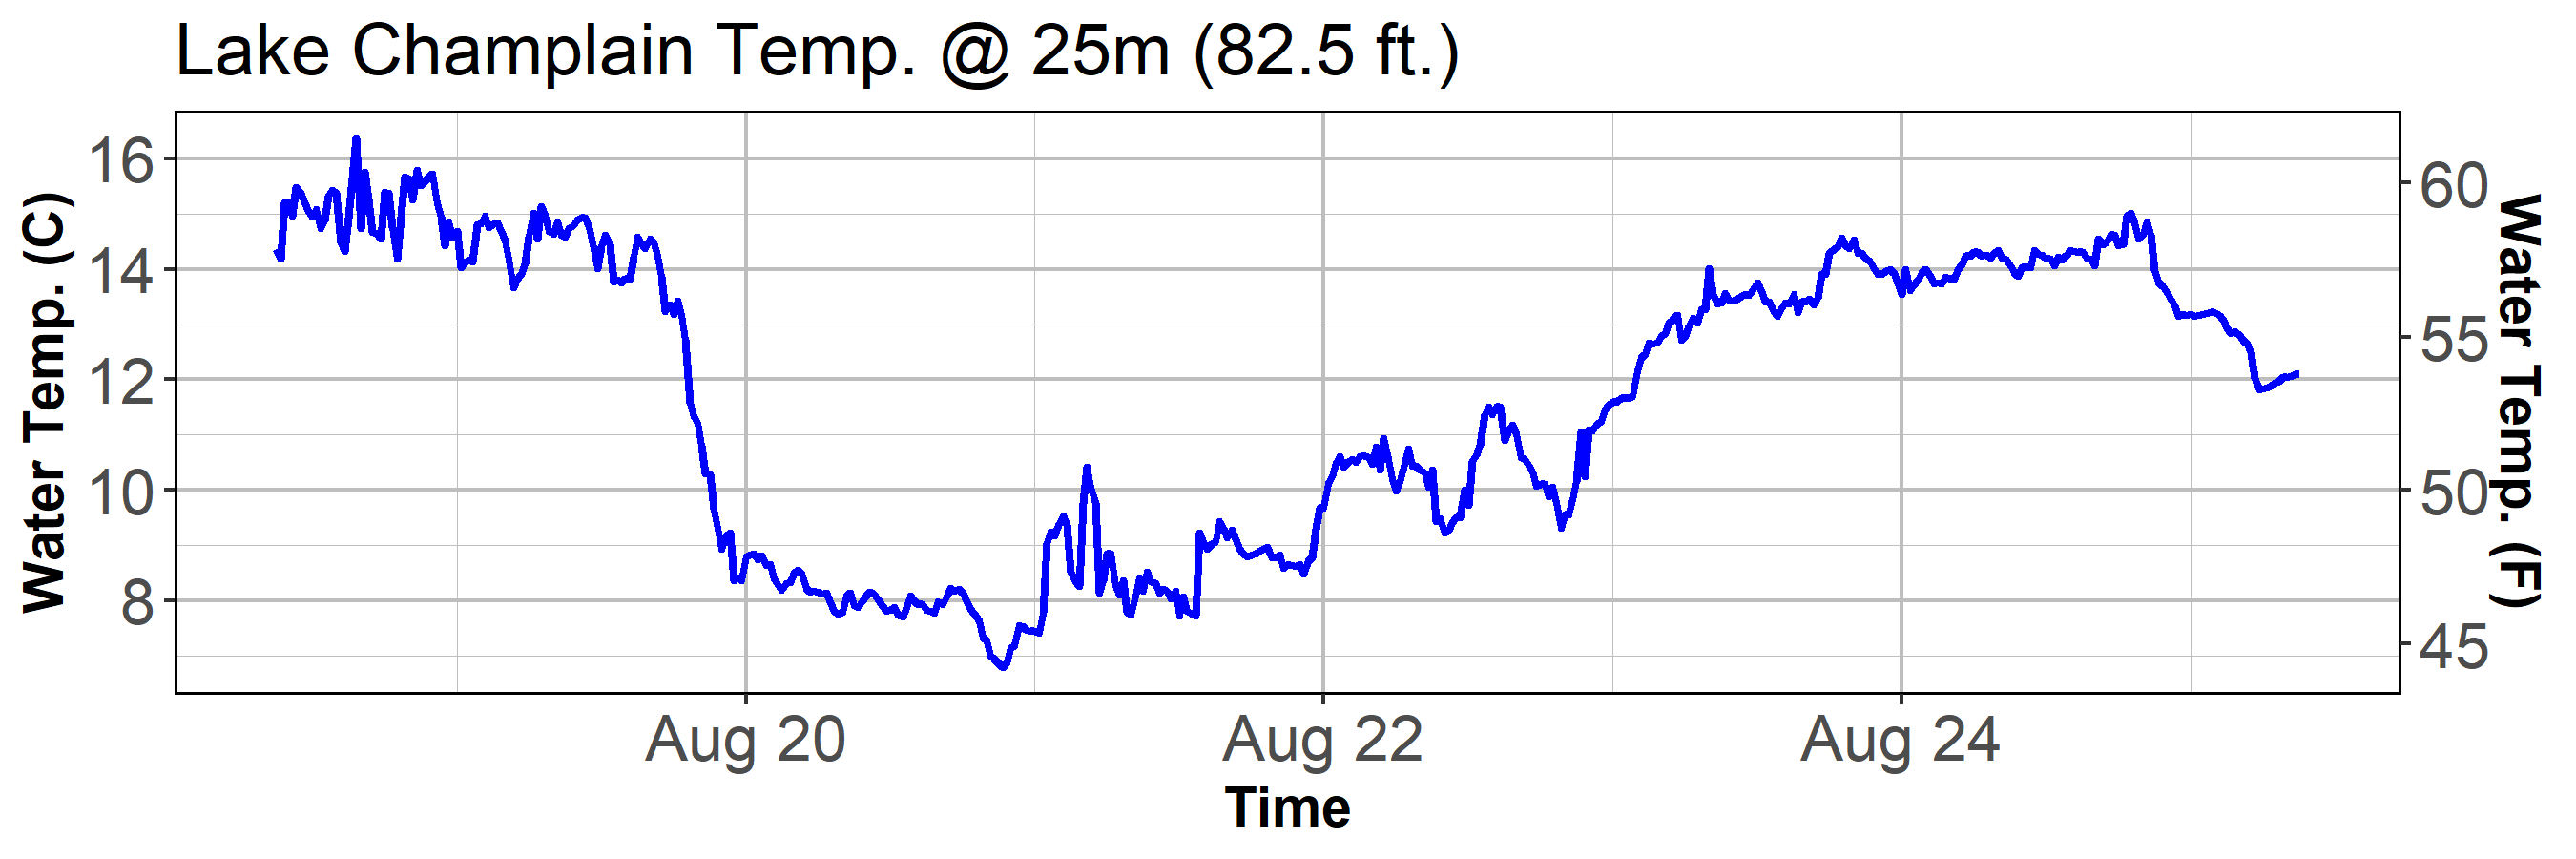 Lake Champlain Temp. @ 25m (82.5 ft.)
Water Temp. (C)
16
14
12
10
8
60
55
50
45
Water Temp. (F)
Aug 20
Aug 22
Aug 24
Time